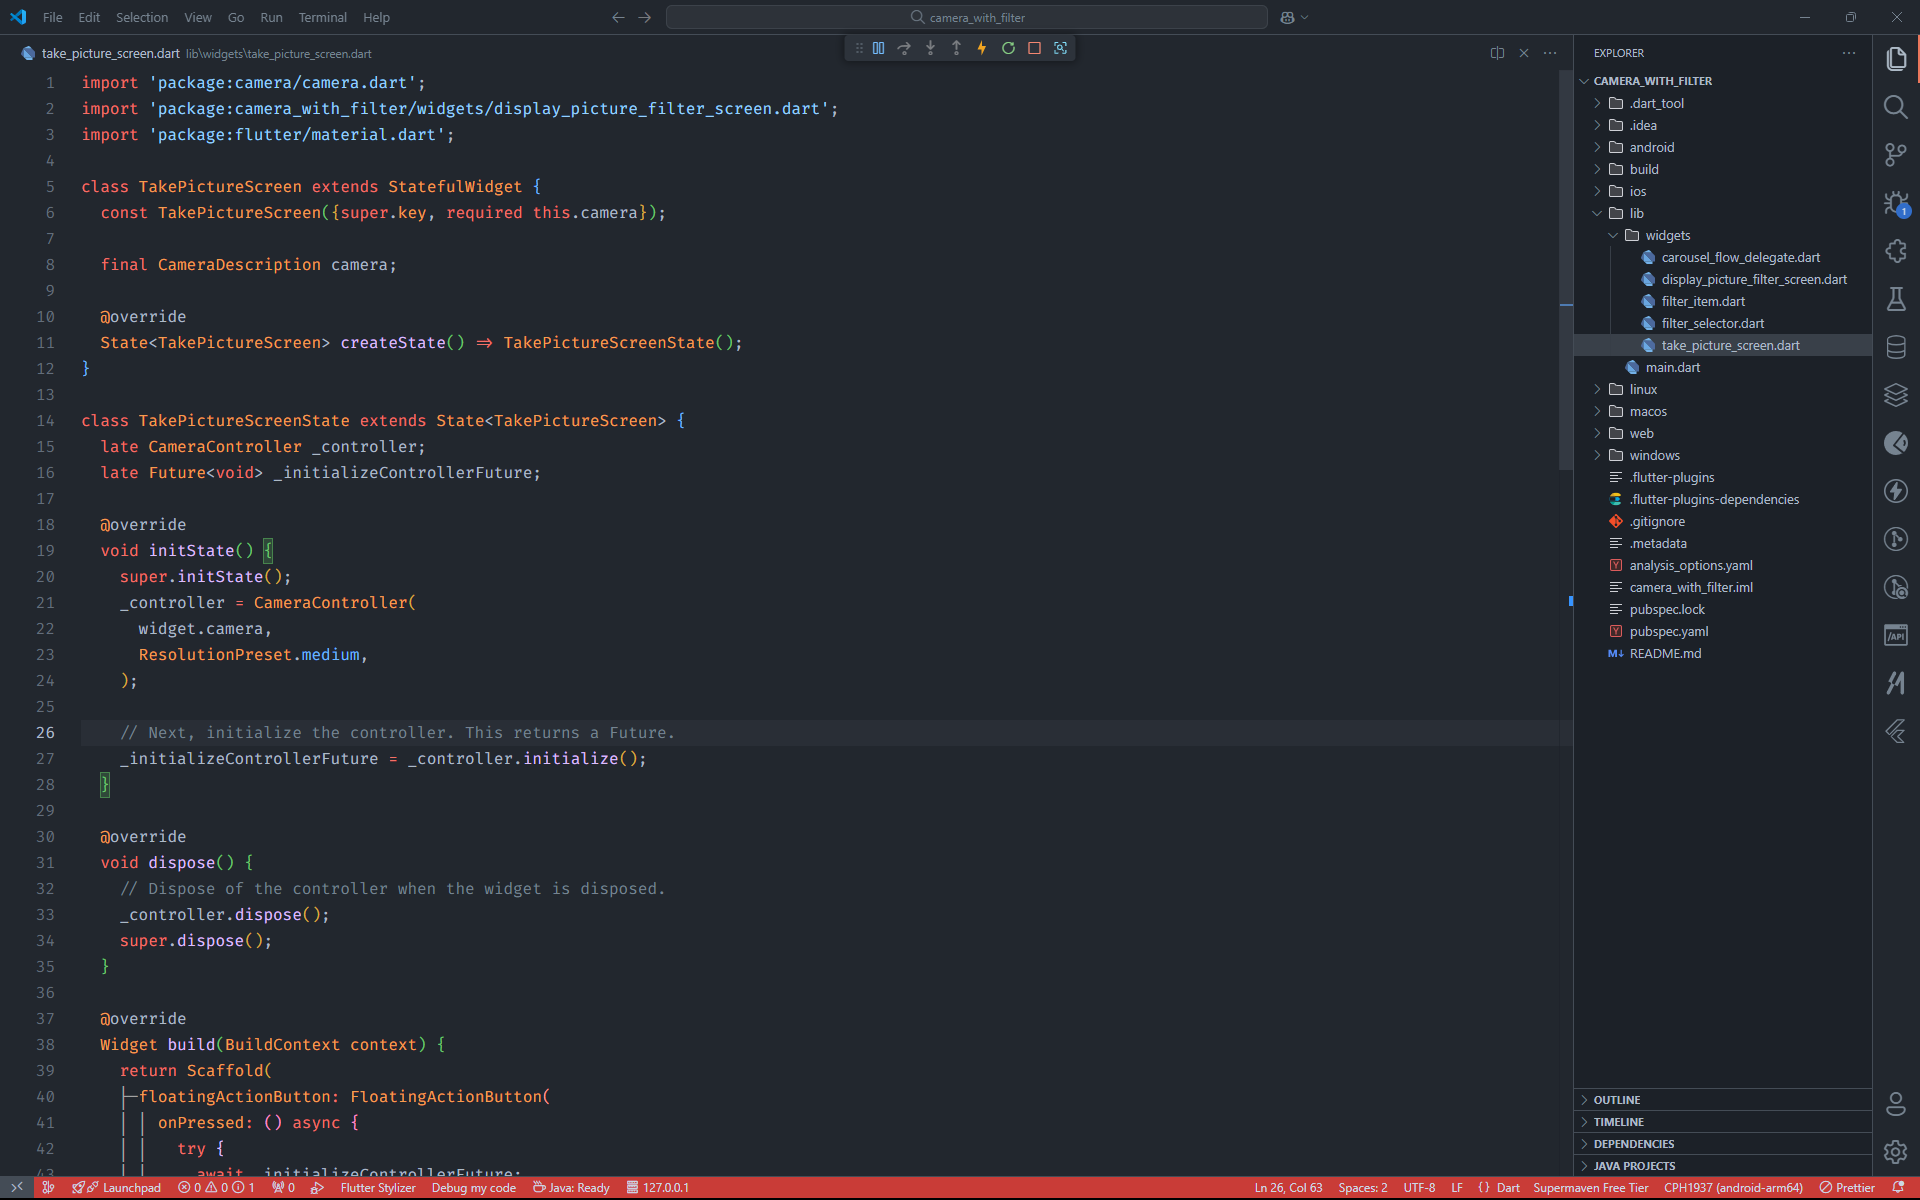 File Edit Selection View Go Run Terminal Help
camera_with_filter
take_picture_screen.dart lib\widgets\take_picture_screen.dart
1 import 'package:camera/camera.dart';
2 import 'package:camera_with_filter/widgets/display_picture_filter_screen.dart';
3 import 'package:flutter/material.dart';
4
5 class TakePictureScreen extends StatefulWidget {
6 const TakePictureScreen({super.key, required this.camera});
7
8 final CameraDescription camera;
9
10 @override
11 State<TakePictureScreen> createState() => TakePictureScreenState();
12 }
13
14 class TakePictureScreenState extends State<TakePictureScreen> {
15 late CameraController _controller;
16 late Future<void> _initializeControllerFuture;
17
18 @override
19 void initState() {
20 super.initState();
21 _controller = CameraController(
22 widget.camera,
23 ResolutionPreset.medium,
24 );
25
26 // Next, initialize the controller. This returns a Future.
27 _initializeControllerFuture = _controller.initialize();
28 }
29
30 @override
31 void dispose() {
32 // Dispose of the controller when the widget is disposed.
33 _controller.dispose();
34 super.dispose();
35 }
36
37 @override
38 Widget build(BuildContext context) {
39 return Scaffold(
40 floatingActionButton: FloatingActionButton(
41 onPressed: () async {
42 try {
43 await _initializeControllerFuture;
EXPLORER
CAMERA_WITH_FILTER
.dart_tool
.idea
android
build
ios
lib
widgets
carousel_flow_delegate.dart
display_picture_filter_screen.dart
filter_item.dart
filter_selector.dart
take_picture_screen.dart
main.dart
linux
macos
web
windows
.flutter-plugins
.flutter-plugins-dependencies
.gitignore
.metadata
analysis_options.yaml
camera_with_filter.iml
pubspec.lock
pubspec.yaml
M↓ README.md
OUTLINE
TIMELINE
DEPENDENCIES
JAVA PROJECTS
1
/API
Launchpad 0 0 1 0 Flutter Stylizer Debug my code Java: Ready 127.0.0.1
Ln 26, Col 63 Spaces: 2 UTF-8 LF {} Dart Supermaven Free Tier CPH1937 (android-arm64) Prettier